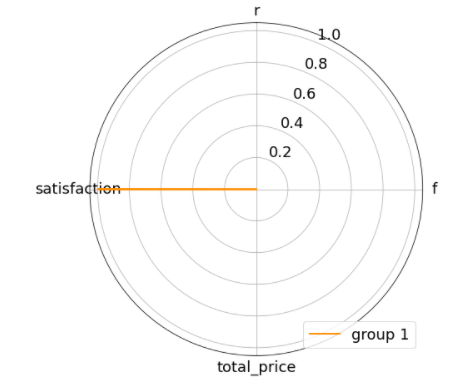 r
1.0
0.8
0.6
0.4
0.2
satisfaction
f
group 1
total_price